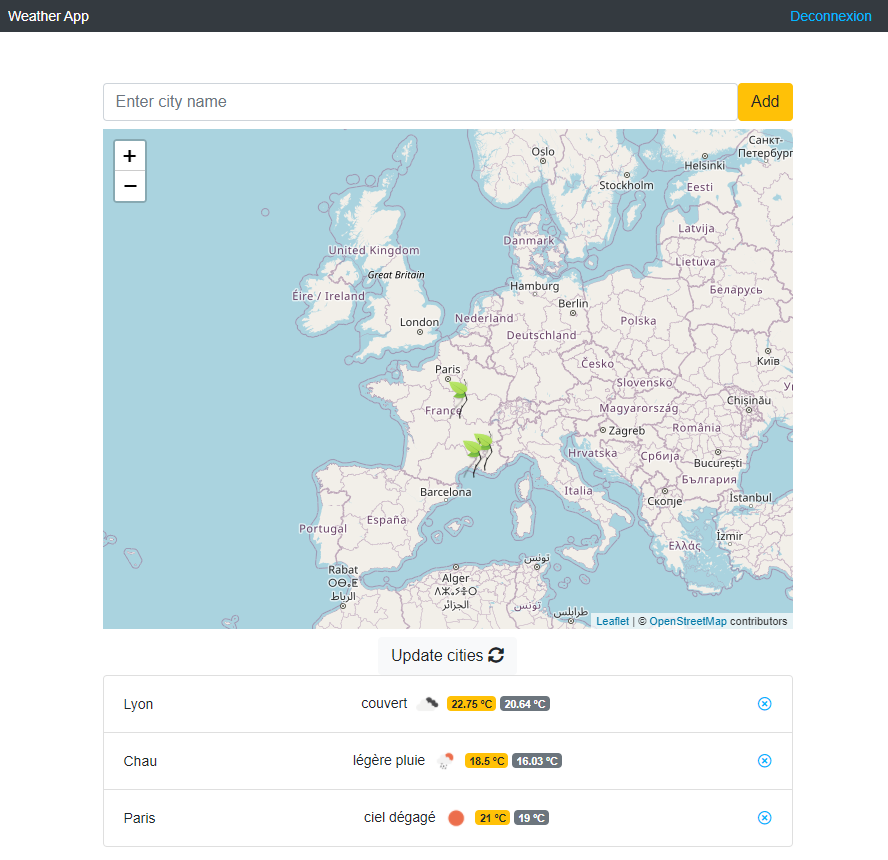 Weather App
Deconnexion
Enter city name
Add
+
−
Oslo
Санкт-
Петербург
Helsinki
Stockholm
Eesti
Latvija
Danmark
United Kingdom
Lietuva
Great Britain
Hamburg
Беларусь
Éire / Ireland
Berlin
London
Nederland
Polska
Deutschland
Київ
Česko
Paris
Slovensko
Chișinău
France
Magyarország
România
Zagreb
Hrvatska
Србија
București
България
Barcelona
Italia
Скопје
İstanbul
España
Portugal
İzmir
Ελλάς
تونس
Rabat
ⵔⴱⴰⵟ
الرباط
Alger
الجزائر
تونس
طرابلس
Leaflet | © OpenStreetMap contributors
Update cities
Lyon
couvert 22.75 °C 20.64 °C
Chau
légère pluie 18.5 °C 16.03 °C
Paris
ciel dégagé 21 °C 19 °C